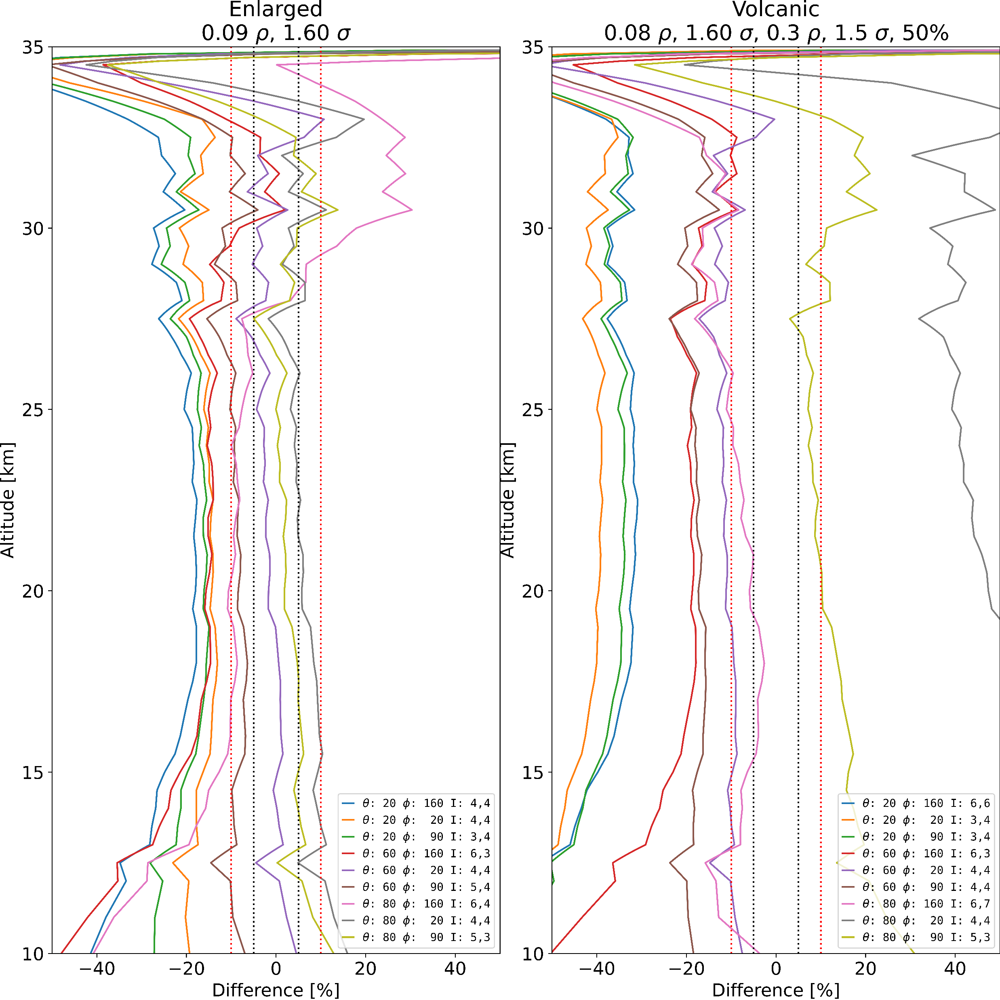 Enlarged
0.09 ρ, 1.60 σ
35
30
25
20
15
10
Altitude [km]
θ: 20 ϕ: 160 I: 4,4
θ: 20 ϕ:  20 I: 4,4
θ: 20 ϕ:  90 I: 3,4
θ: 60 ϕ: 160 I: 6,3
θ: 60 ϕ:  20 I: 4,4
θ: 60 ϕ:  90 I: 5,4
θ: 80 ϕ: 160 I: 6,4
θ: 80 ϕ:  20 I: 4,4
θ: 80 ϕ:  90 I: 5,3
−40 −20 0 20 40
Difference [%]
Volcanic
0.08 ρ, 1.60 σ, 0.3 ρ, 1.5 σ, 50%
35
30
25
20
15
10
Altitude [km]
θ: 20 ϕ: 160 I: 6,6
θ: 20 ϕ:  20 I: 3,4
θ: 20 ϕ:  90 I: 3,4
θ: 60 ϕ: 160 I: 6,3
θ: 60 ϕ:  20 I: 4,4
θ: 60 ϕ:  90 I: 4,4
θ: 80 ϕ: 160 I: 6,7
θ: 80 ϕ:  20 I: 4,4
θ: 80 ϕ:  90 I: 5,3
−40 −20 0 20 40
Difference [%]